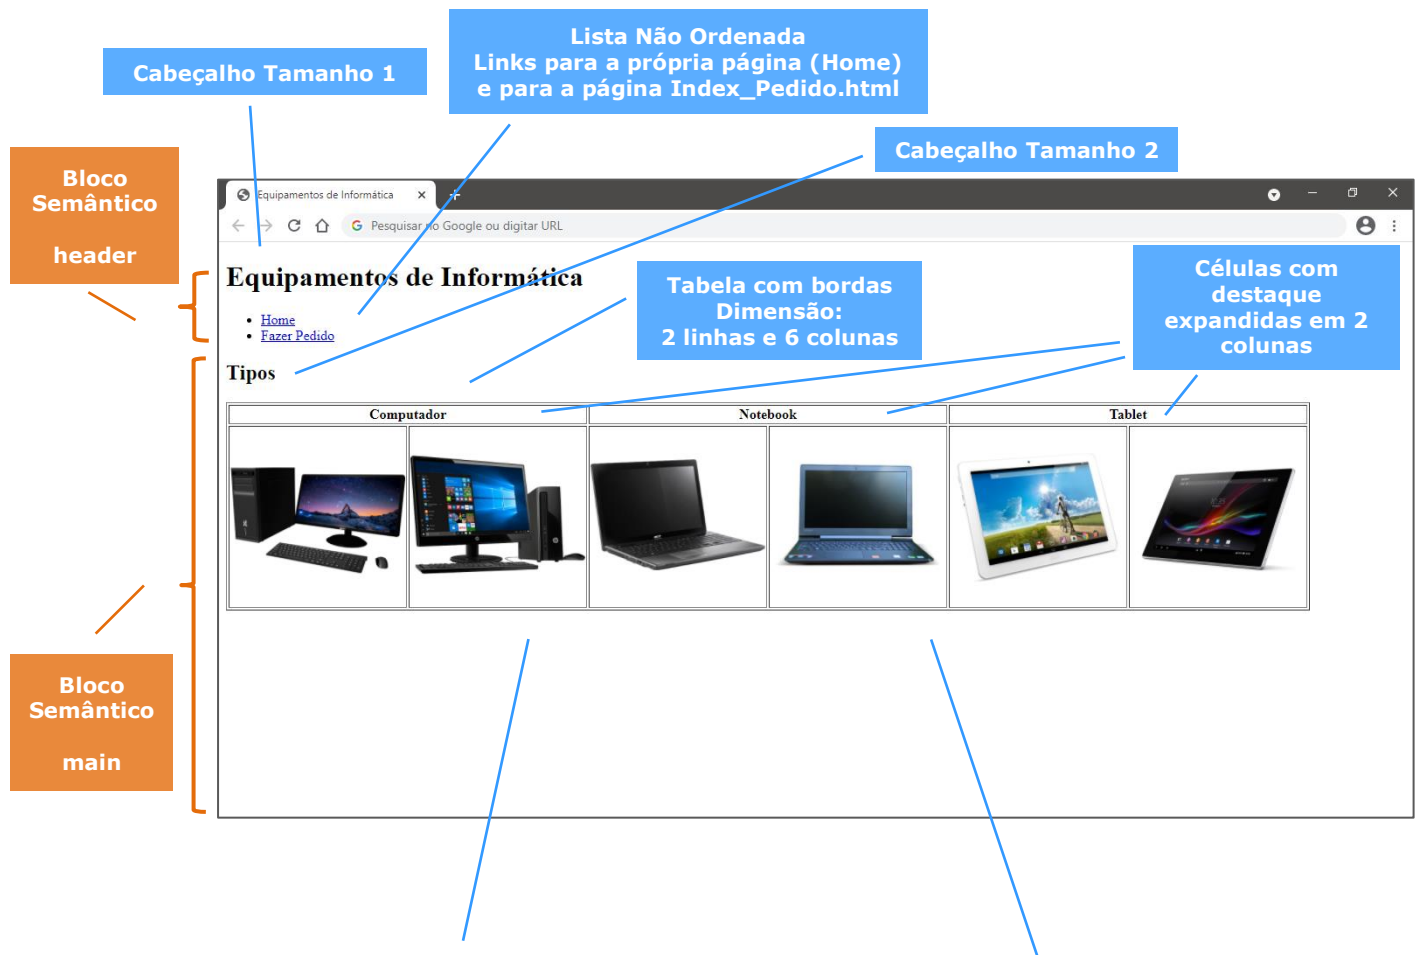 Lista Não Ordenada
Links para a própria página (Home)
e para a página Index_Pedido.html
Cabeçalho Tamanho 1
Cabeçalho Tamanho 2
Bloco
Semântico
header
Equipamentos de Informática
Pesquisar no Google ou digitar URL
Equipamentos de Informática
Home
Fazer Pedido
Tabela com bordas
Dimensão:
2 linhas e 6 colunas
Células com
destaque
expandidas em 2
colunas
Tipos
Computador
Notebook
Tablet
Bloco
Semântico
main